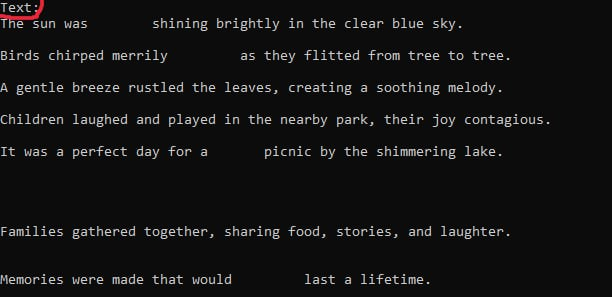 Text:
The sun was        shining brightly in the clear blue sky.
Birds chirped merrily         as they flitted from tree to tree.
A gentle breeze rustled the leaves, creating a soothing melody.
Children laughed and played in the nearby park, their joy contagious.
It was a perfect day for a       picnic by the shimmering lake.
Families gathered together, sharing food, stories, and laughter.
Memories were made that would         last a lifetime.